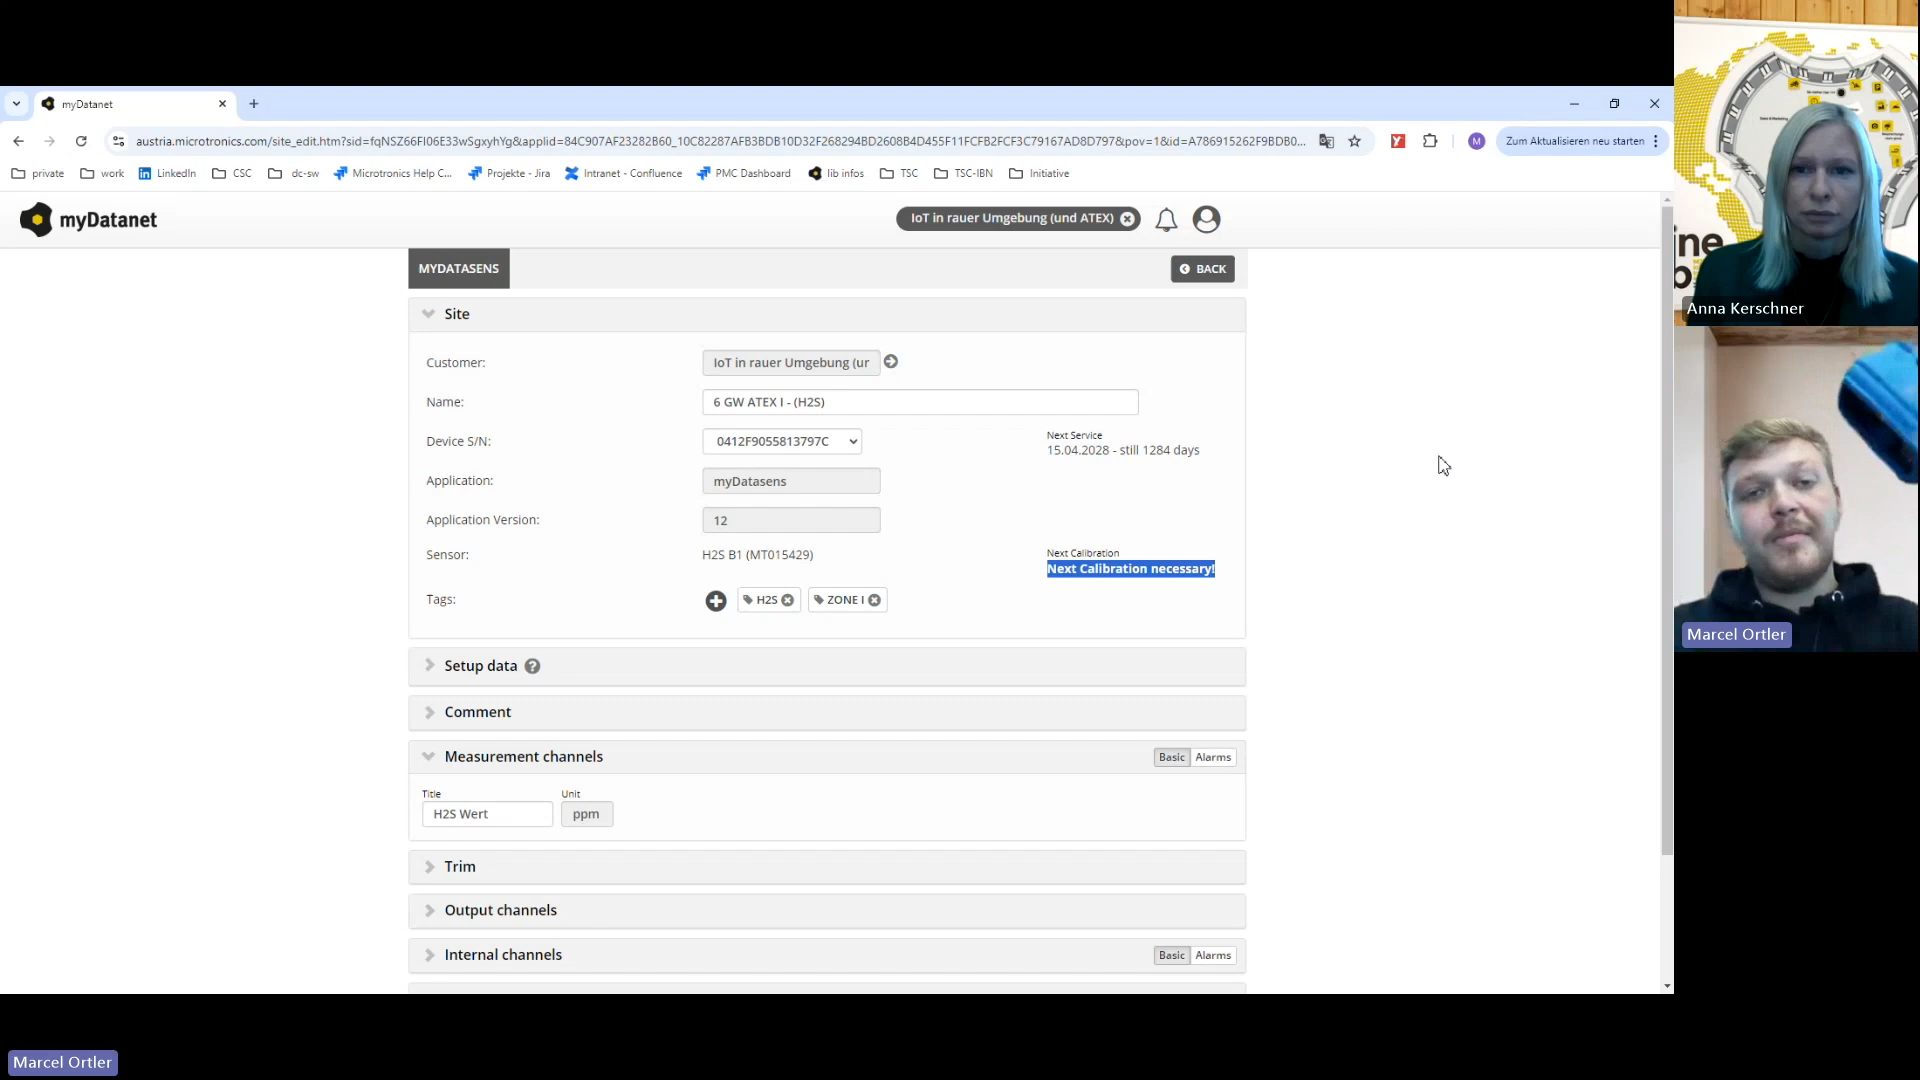 myDatanet
austria.microtronics.com/site_edit.htm?sid=fqNSZ66FI06E33wSgxyhYg&applid=84C907AF23282B60_10C82287AFB3BDB10D32F268294BD2608B4D455F11FCFB2FCF3C79167AD8D797&pov=1&id=A786915262F9BDB0...
M
Zum Aktualisieren neu starten
private
work
LinkedIn
CSC
dc-sw
Microtronics Help C...
Projekte - Jira
Intranet - Confluence
PMC Dashboard
lib infos
TSC
TSC-IBN
Initiative
myDatanet
IoT in rauer Umgebung (und ATEX)
MYDATASENS
BACK
Site
Customer:
IoT in rauer Umgebung (ur
Name:
6 GW ATEX I - (H2S)
Device S/N:
0412F9055813797C
Next Service
15.04.2028 - still 1284 days
Application:
myDatasens
Application Version:
12
Sensor:
H2S B1 (MT015429)
Next Calibration
Next Calibration necessary!
Tags:
H2S
ZONE I
Setup data
Comment
Measurement channels
Basic
Alarms
Title
Unit
H2S Wert
ppm
Trim
Output channels
Internal channels
Basic
Alarms
ine
Anna Kerschner
Marcel Ortler
Marcel Ortler